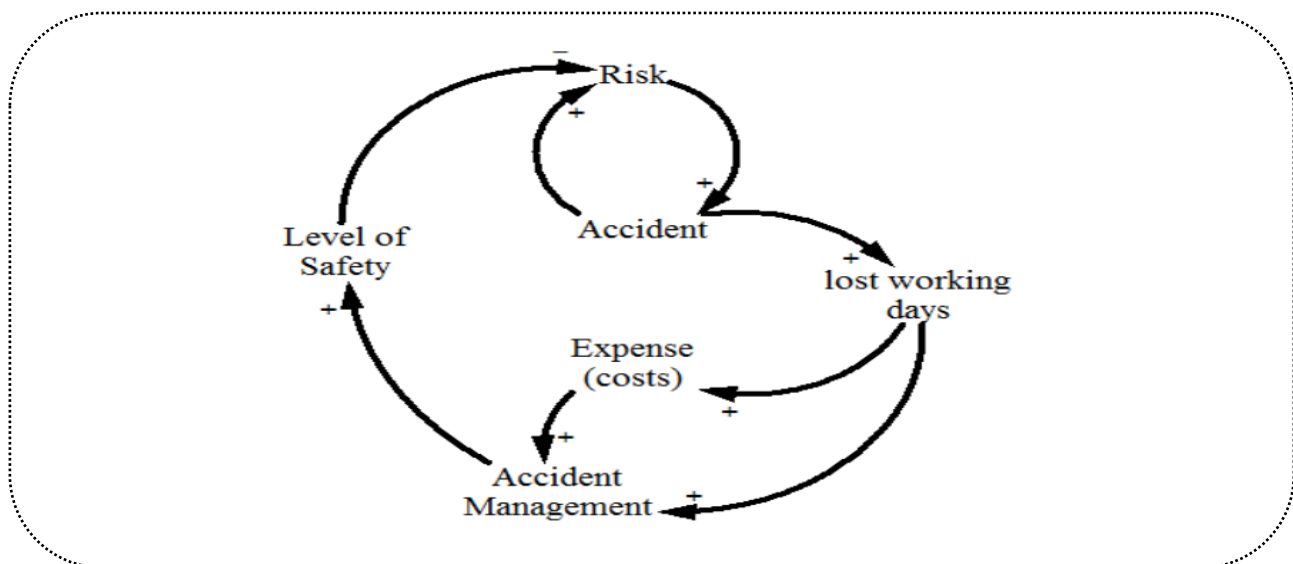 −
Risk
+
+
Accident
Level of
Safety
+
lost working
days
+
Expense
(costs)
+
+
Accident
Management
+